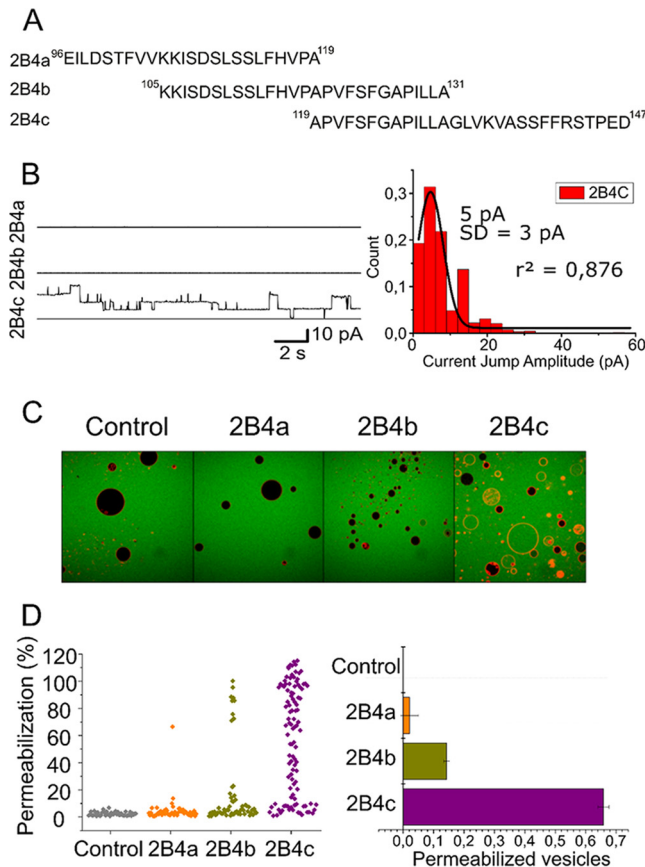 A
2B4a 96EILDSTFVVKKISDSLSSLFHVPA119
2B4b 105KKISDSLSSLFHVPAPVFSFGAPILLA131
2B4c 119APVFSFGAPILLAGLVKVASSFFRSTPED147
B
2B4a
2B4b
2B4c
10 pA
2 s
0,3
0,2
0,1
0,0
Count
2B4C
5 pA
SD = 3 pA
r² = 0,876
0 20 40 60
Current Jump Amplitude (pA)
C
Control 2B4a 2B4b 2B4c
D
Permeabilization (%)
120
100
80
60
40
20
0
Control 2B4a 2B4b 2B4c
Control
2B4a
2B4b
2B4c
0,0 0,1 0,2 0,3 0,4 0,5 0,6 0,7
Permeabilized vesicles